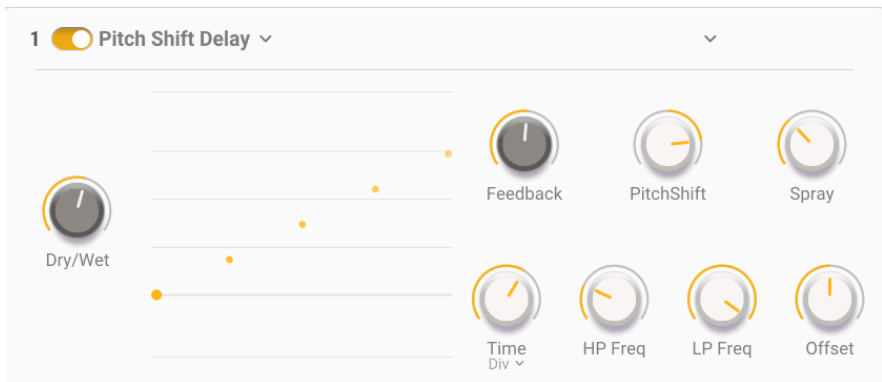 1 Pitch Shift Delay
Feedback PitchShift Spray
Dry/Wet
Time HP Freq LP Freq Offset
Div